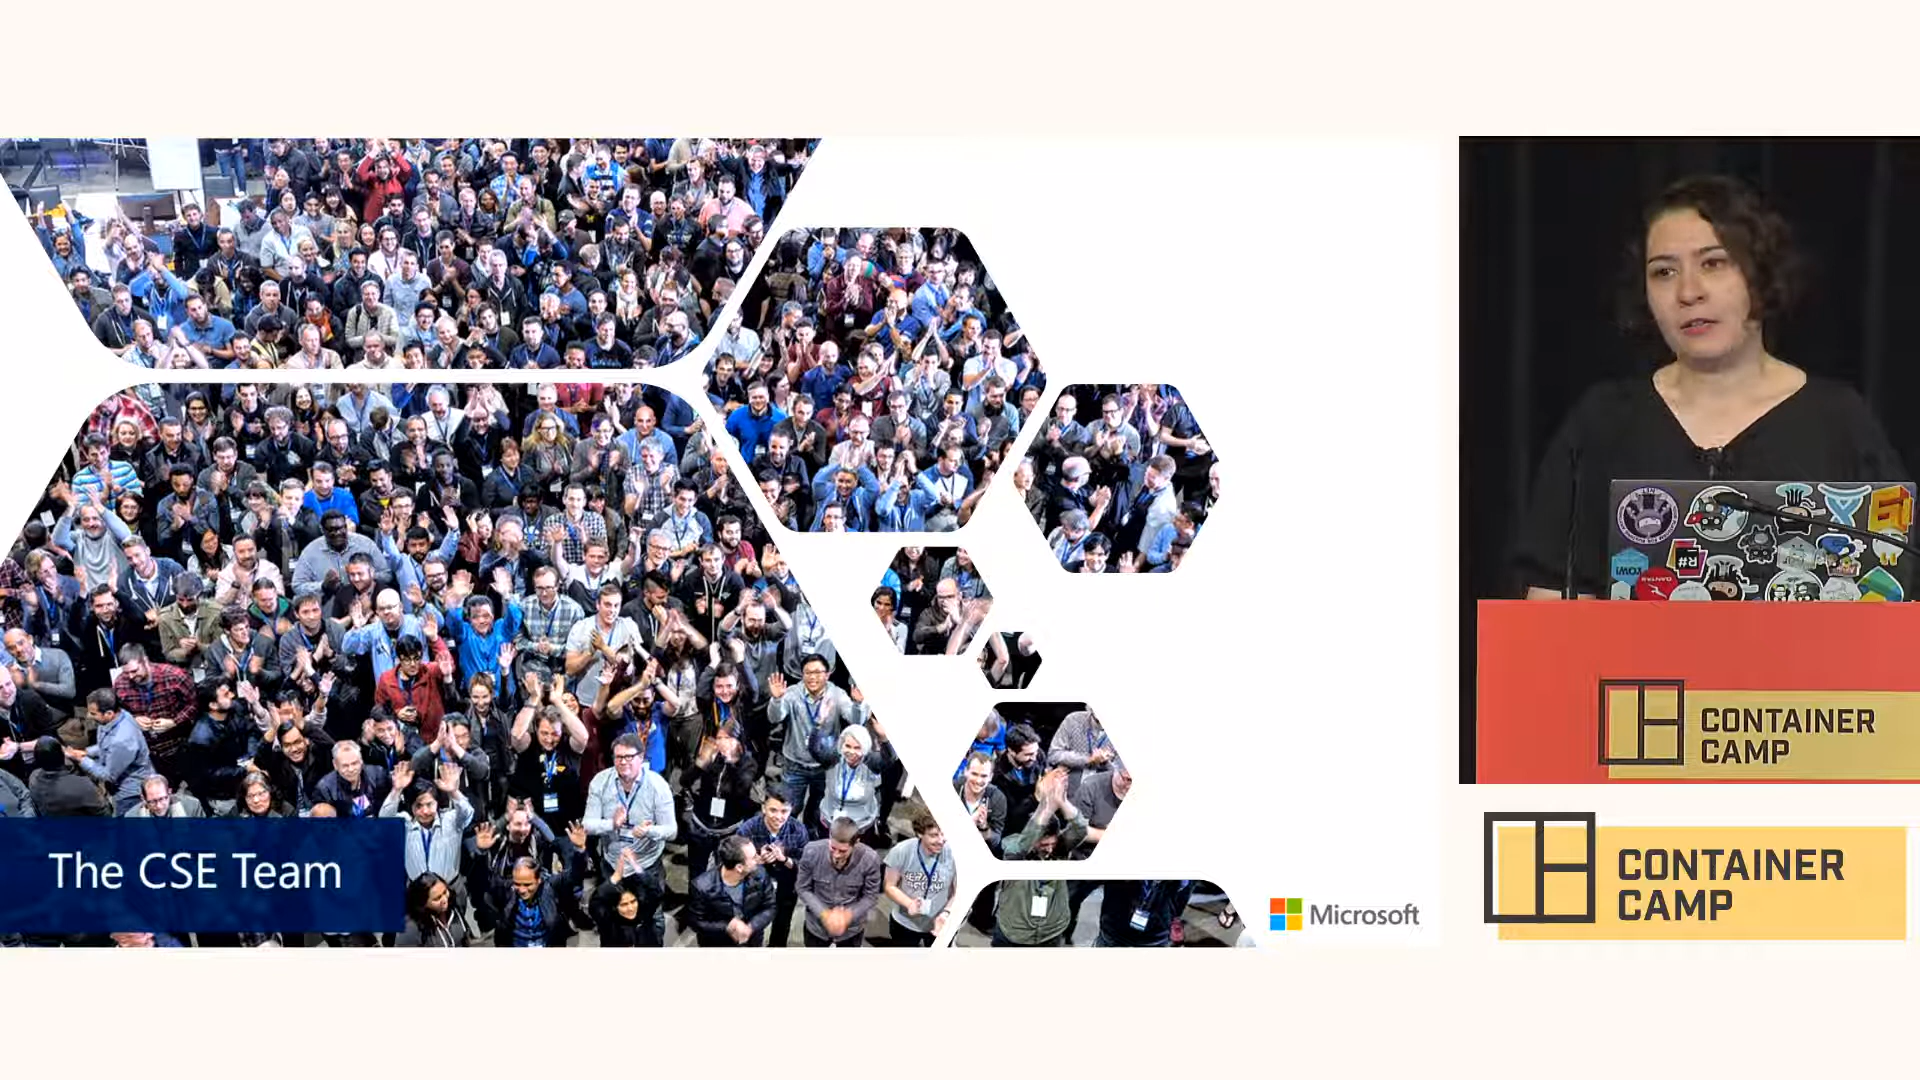 The CSE Team
Microsoft
CONTAINER
CAMP
CONTAINER
CAMP